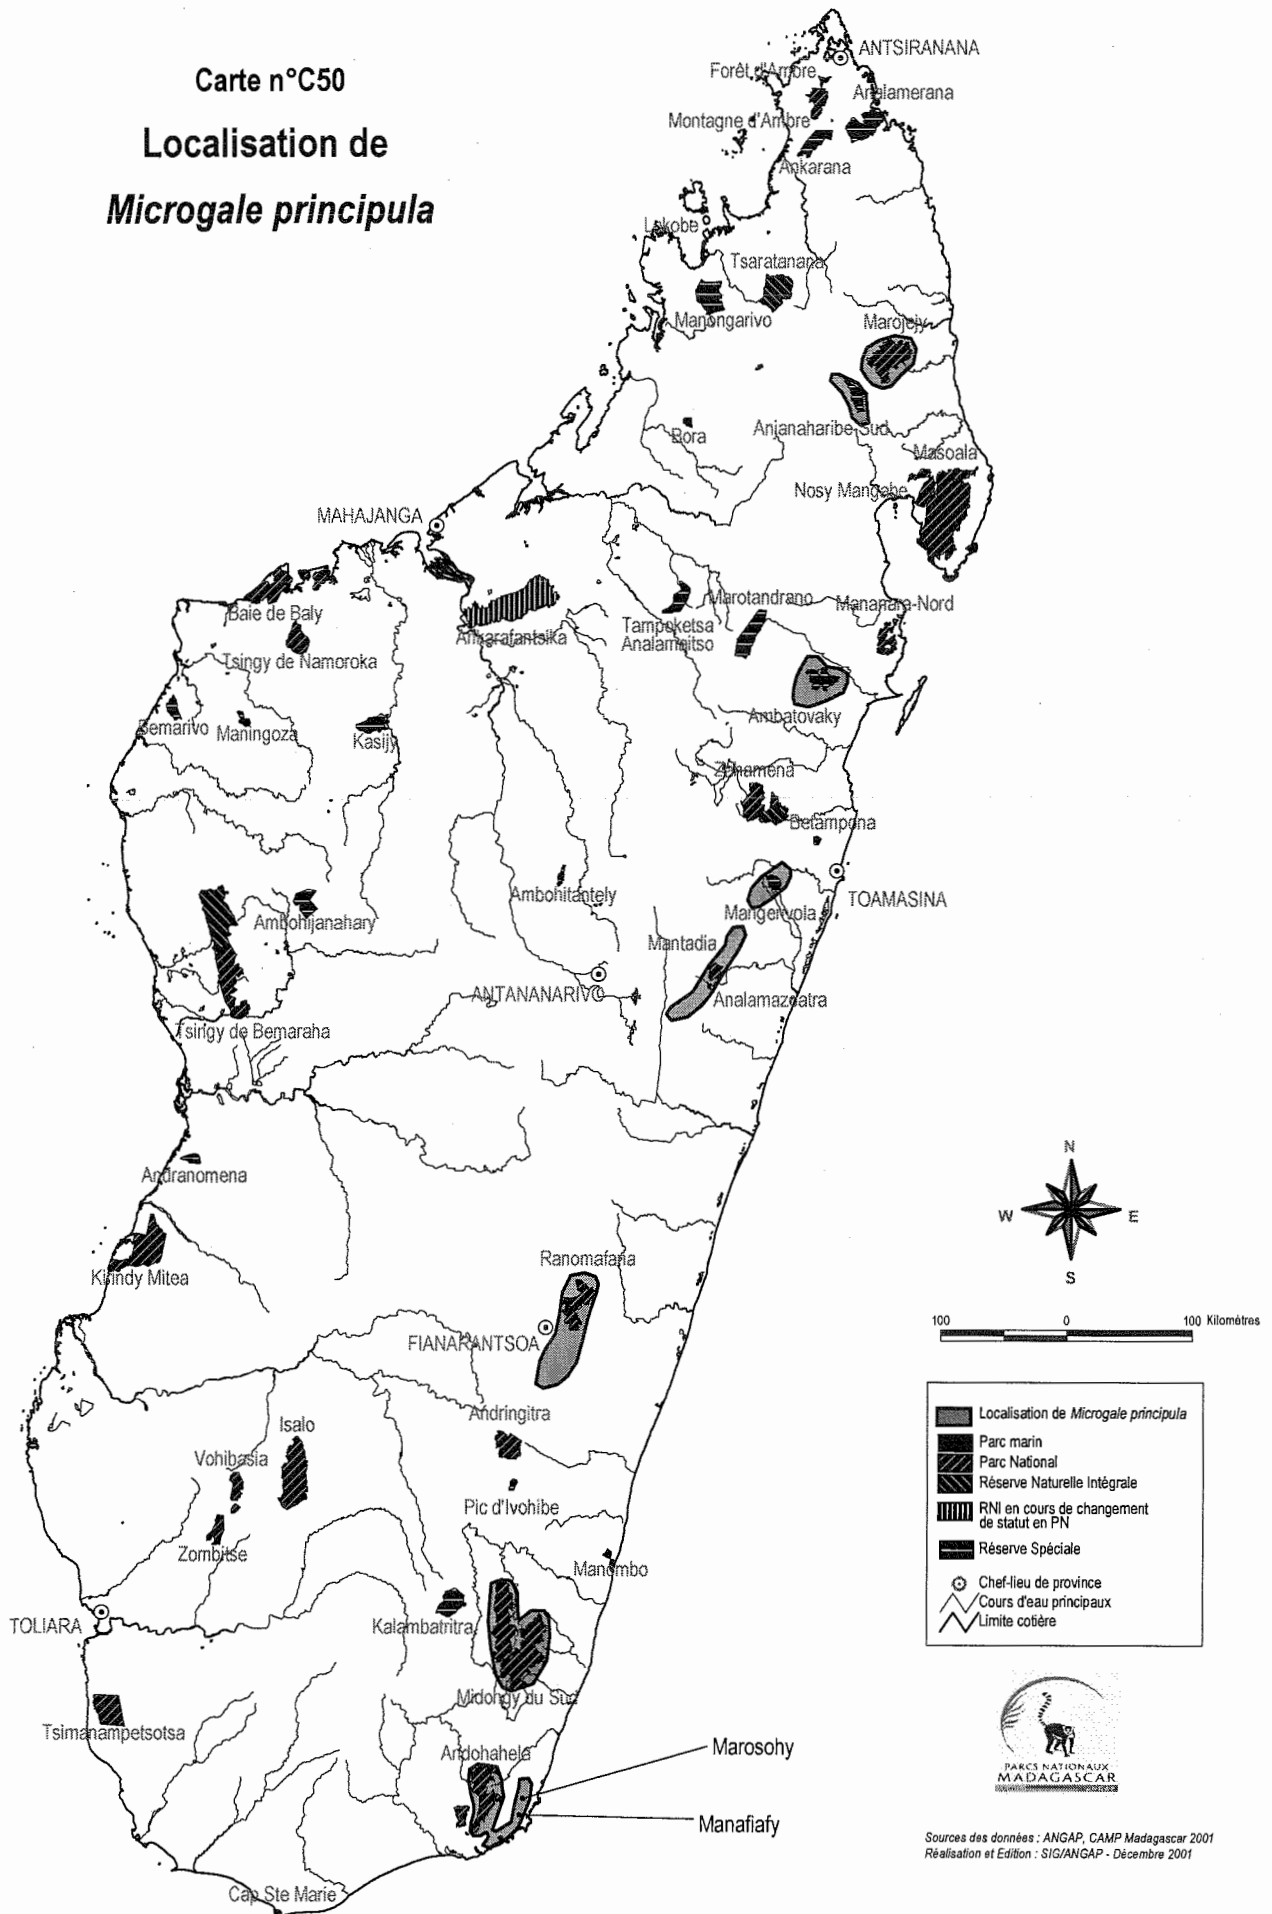 Carte n°C50
Localisation de
Microgale principula
ANTSIRANANA
Forêt d'Ambre
Analamerana
Montagne d'Ambre
Ankarana
Lokobe
Tsaratanana
Manongarivo
Marojejy
Bora
Anjanaharibe-Sud
Masoala
Nosy Mangabe
MAHAJANGA
Baie de Baly
Ankarafantsika
Tampoketsa
Analamaitso
Marotandrano
Mananara-Nord
Tsingy de Namoroka
Bemarivo
Maningoza
Kasijy
Ambatovaky
Zahamena
Betampona
Ambohitantely
TOAMASINA
Ambohijanahary
Mangerivola
Mantadia
ANTANANARIVO
Analamazoatra
Tsingy de Bemaraha
Andranomena
N
W
E
S
Kirindy Mitea
Ranomafana
100
0
100 Kilométres
FIANARANTSOA
Andringitra
Isalo
Vohibasia
Pic d'Ivohibe
Zombitse
Manombo
TOLIARA
Kalambatritra
Midongy du Sud
Tsimanampetsotsa
Andohahela
Marosohy
Manafiafy
Cap Ste Marie
Localisation de Microgale principula
Parc marin
Parc National
Réserve Naturelle Intégrale
RNI en cours de changement
de statut en PN
Réserve Spéciale
Chef-lieu de province
Cours d'eau principaux
Limite cotière
PARCS NATIONAUX
MADAGASCAR
Sources des données : ANGAP, CAMP Madagascar 2001
Réalisation et Edition : SIG/ANGAP - Décembre 2001